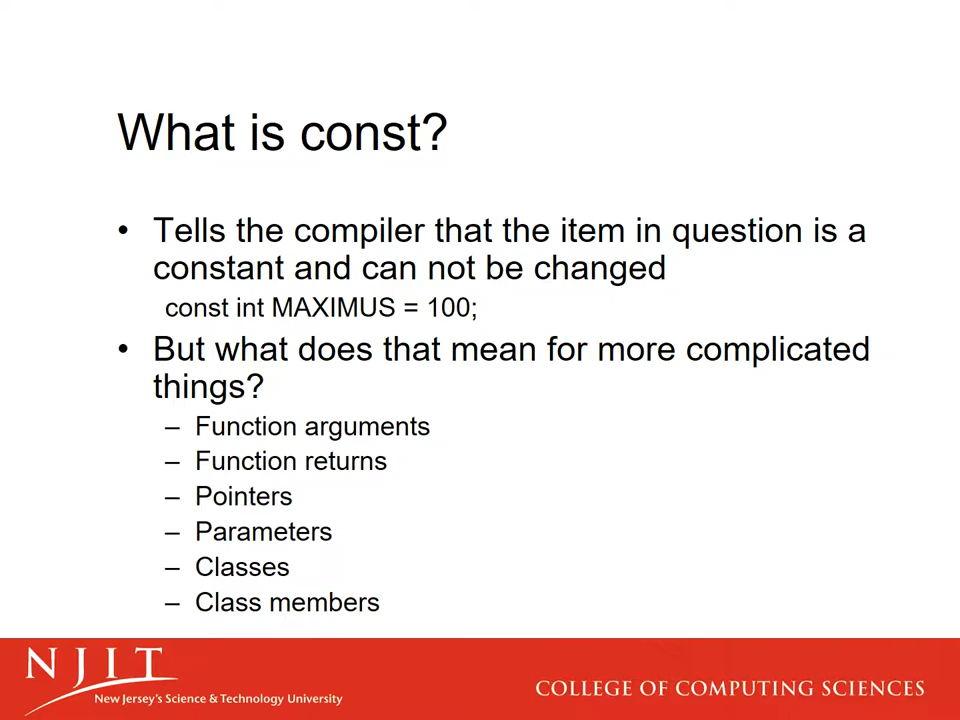 What is const?
• Tells the compiler that the item in question is a
constant and can not be changed
const int MAXIMUS = 100;
• But what does that mean for more complicated
things?
– Function arguments
– Function returns
– Pointers
– Parameters
– Classes
– Class members
NJIT
New Jersey's Science & Technology University
COLLEGE OF COMPUTING SCIENCES